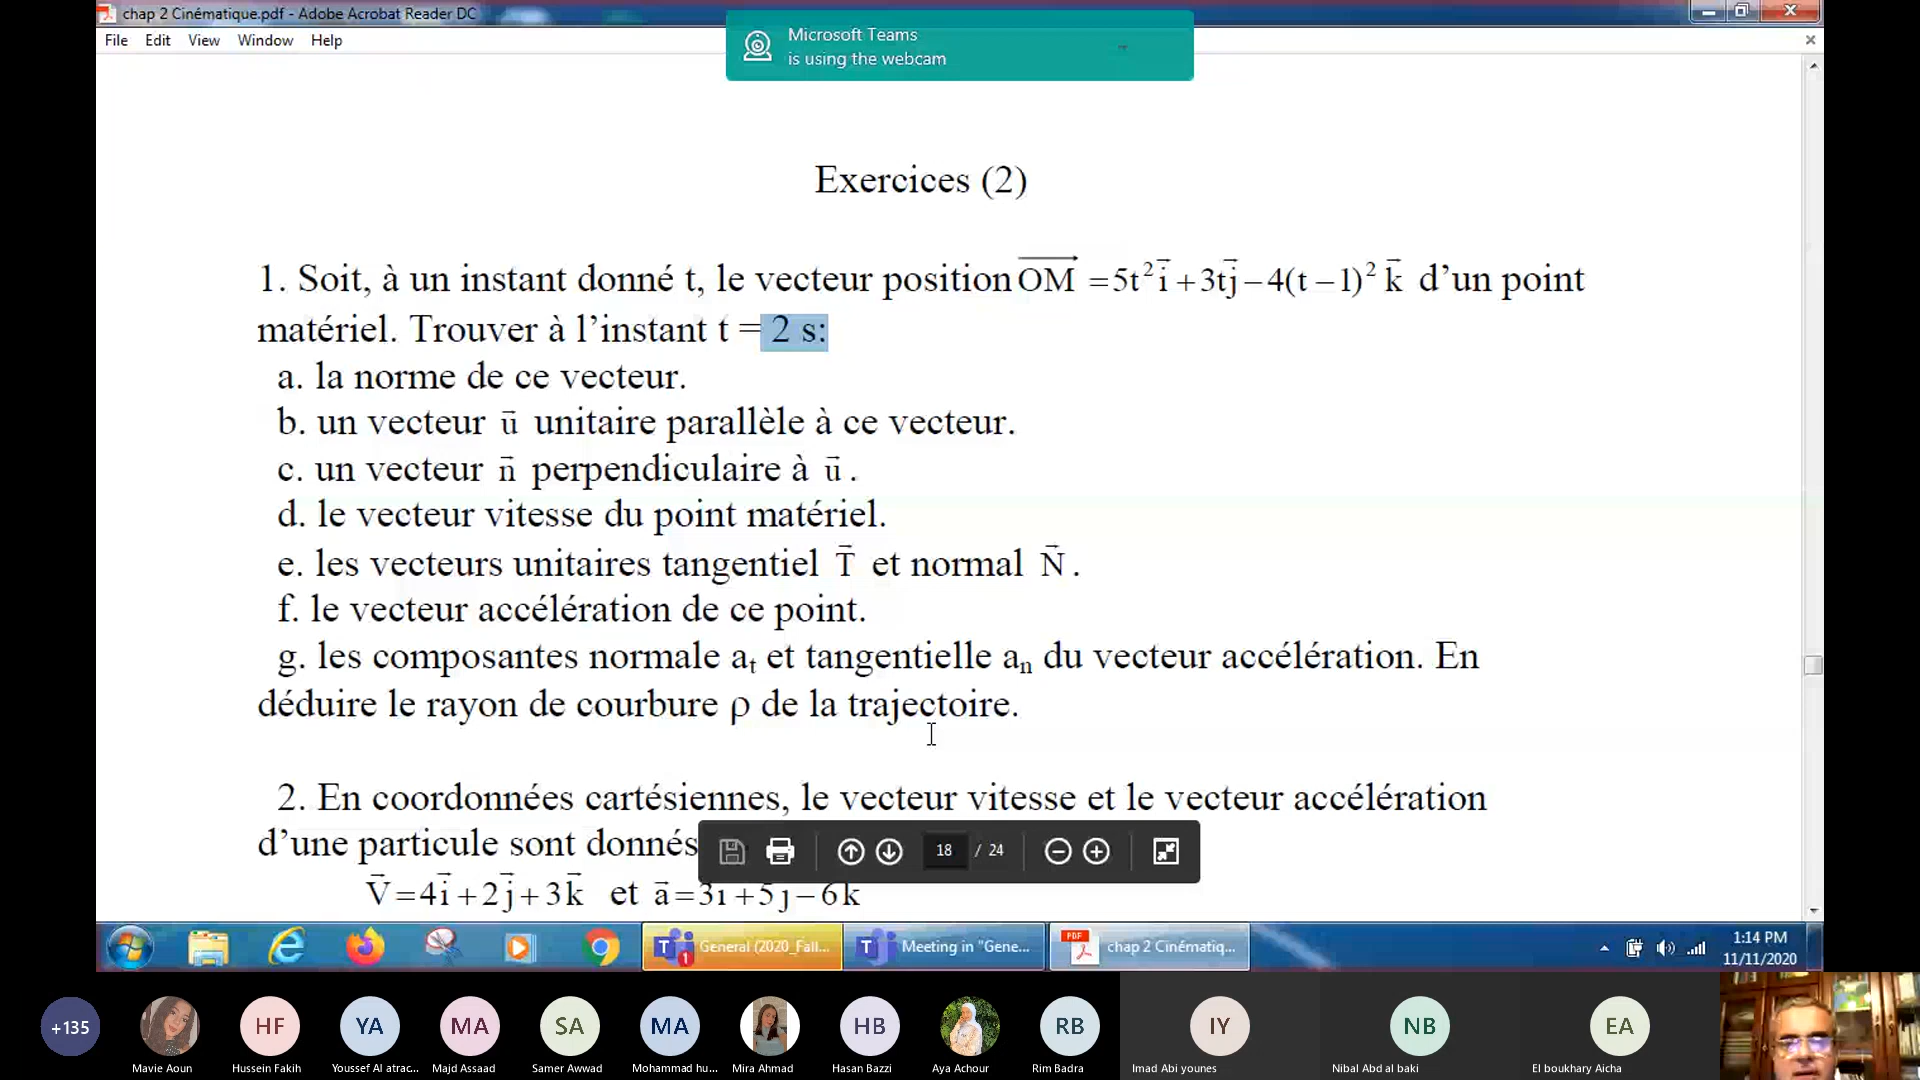 chap 2 Cinématique.pdf - Adobe Acrobat Reader DC
File Edit View Window Help
Microsoft Teams
is using the webcam
Exercices (2)
1. Soit, à un instant donné t, le vecteur position OM⃗ = 5t² i⃗ + 3t j⃗ − 4(t − 1)² k⃗ d’un point
matériel. Trouver à l’instant t = 2 s:
a. la norme de ce vecteur.
b. un vecteur u⃗ unitaire parallèle à ce vecteur.
c. un vecteur n⃗ perpendiculaire à u⃗ .
d. le vecteur vitesse du point matériel.
e. les vecteurs unitaires tangentiel T⃗ et normal N⃗ .
f. le vecteur accélération de ce point.
g. les composantes normale aₜ et tangentielle aₙ du vecteur accélération. En
déduire le rayon de courbure ρ de la trajectoire.
2. En coordonnées cartésiennes, le vecteur vitesse et le vecteur accélération
d’une particule sont donnés
V⃗ = 4i⃗ + 2j⃗ + 3k⃗ et a⃗ = 3i + 5j − 6k
18 / 24
General (2020_Fall... 1
Meeting in "Gene...
PDF
chap 2 Cinématiq...
1:14 PM
11/11/2020
+135 HF YA MA SA MA HB RB IY NB EA
Mavie Aoun Hussein Fakih Youssef Al atrac... Majd Assaad Samer Awwad Mohammad hu... Mira Ahmad Hasan Bazzi Aya Achour Rim Badra Imad Abi younes Nibal Abd al baki El boukhary Aicha